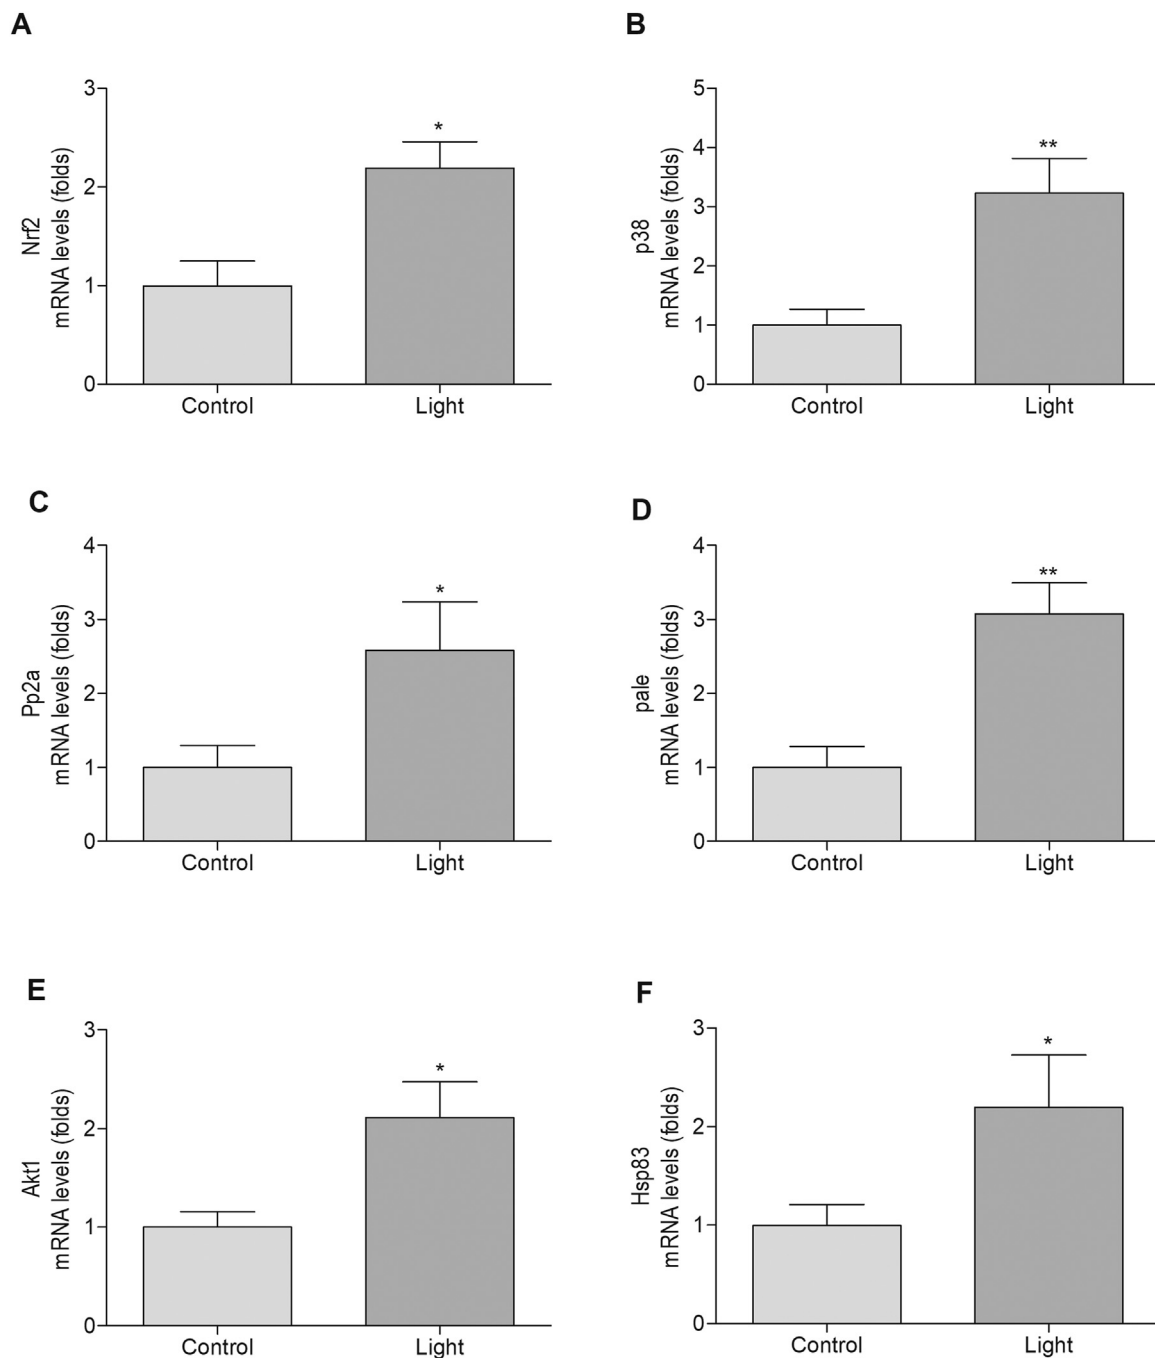 A
Nrf2
mRNA levels (folds)
3
2
1
0
*
Control Light
B
p38
mRNA levels (folds)
5
4
3
2
1
0
**
Control Light
C
Pp2a
mRNA levels (folds)
4
3
2
1
0
*
Control Light
D
pale
mRNA levels (folds)
4
3
2
1
0
**
Control Light
E
Akt1
mRNA levels (folds)
3
2
1
0
*
Control Light
F
Hsp83
mRNA levels (folds)
3
2
1
0
*
Control Light